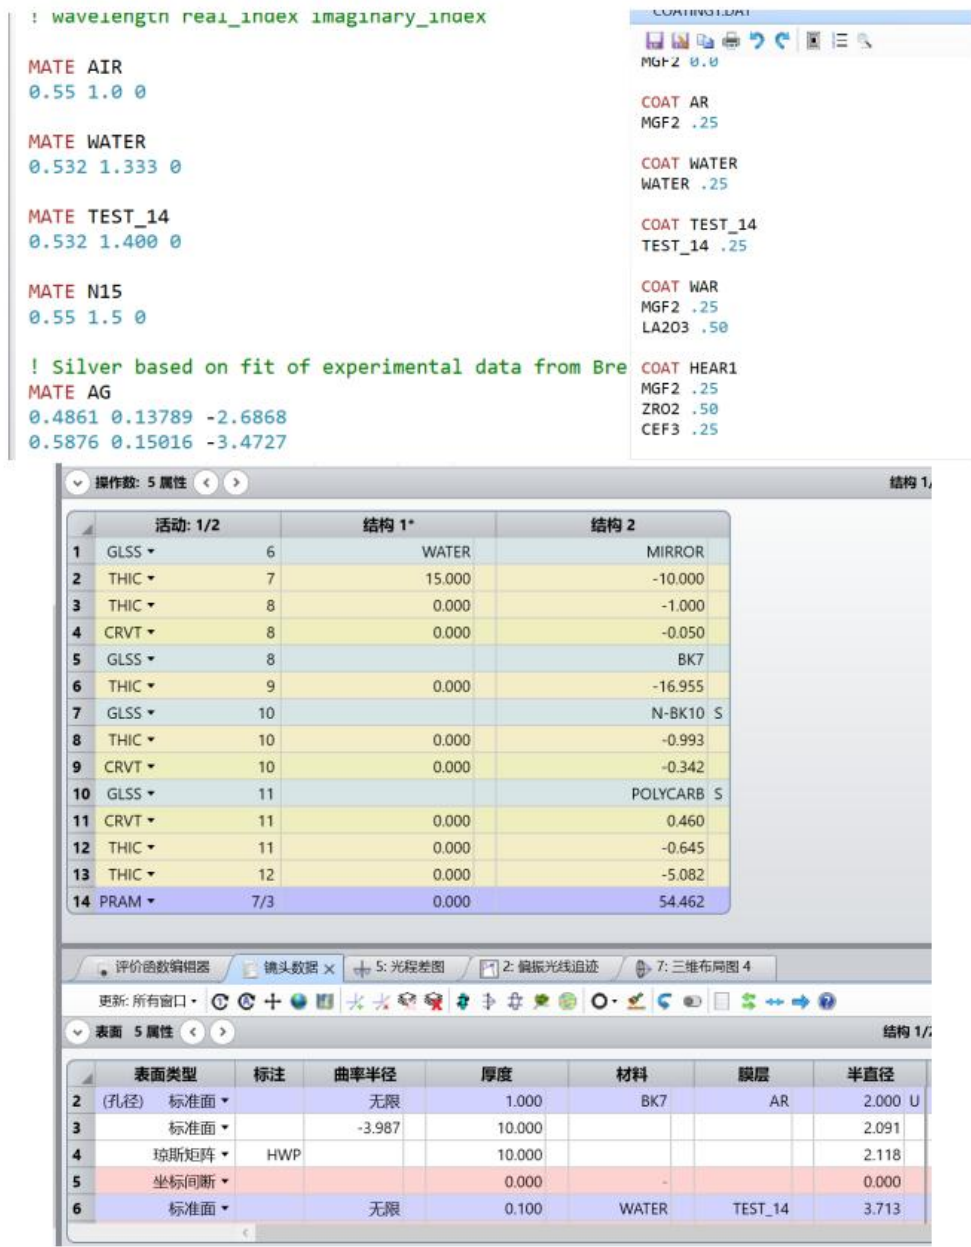 ! wavelength real_index imaginary_index
MATE AIR
0.55 1.0 0
MATE WATER
0.532 1.333 0
MATE TEST_14
0.532 1.400 0
MATE N15
0.55 1.5 0
! Silver based on fit of experimental data from Bre
MATE AG
0.4861 0.13789 -2.6868
0.5876 0.15016 -3.4727
COATING1.DAT
MGF2 0.0
COAT AR
MGF2 .25
COAT WATER
WATER .25
COAT TEST_14
TEST_14 .25
COAT WAR
MGF2 .25
LA2O3 .50
COAT HEAR1
MGF2 .25
ZRO2 .50
CEF3 .25
操作数: 5 属性 结构 1/
活动: 1/2 结构 1* 结构 2
1 GLSS 6 WATER MIRROR
2 THIC 7 15.000 -10.000
3 THIC 8 0.000 -1.000
4 CRVT 8 0.000 -0.050
5 GLSS 8 BK7
6 THIC 9 0.000 -16.955
7 GLSS 10 N-BK10 S
8 THIC 10 0.000 -0.993
9 CRVT 10 0.000 -0.342
10 GLSS 11 POLYCARB S
11 CRVT 11 0.000 0.460
12 THIC 11 0.000 -0.645
13 THIC 12 0.000 -5.082
14 PRAM 7/3 0.000 54.462
评价函数编辑器 镜头数据 × 5: 光程差图 2: 偏振光线追迹 7: 三维布局图 4
更新: 所有窗口
表面 5 属性 结构 1/2
表面类型 标注 曲率半径 厚度 材料 膜层 半直径
2 (孔径) 标准面 无限 1.000 BK7 AR 2.000 U
3 标准面 -3.987 10.000 2.091
4 琼斯矩阵 HWP 10.000 2.118
5 坐标间断 0.000 - 0.000
6 标准面 无限 0.100 WATER TEST_14 3.713